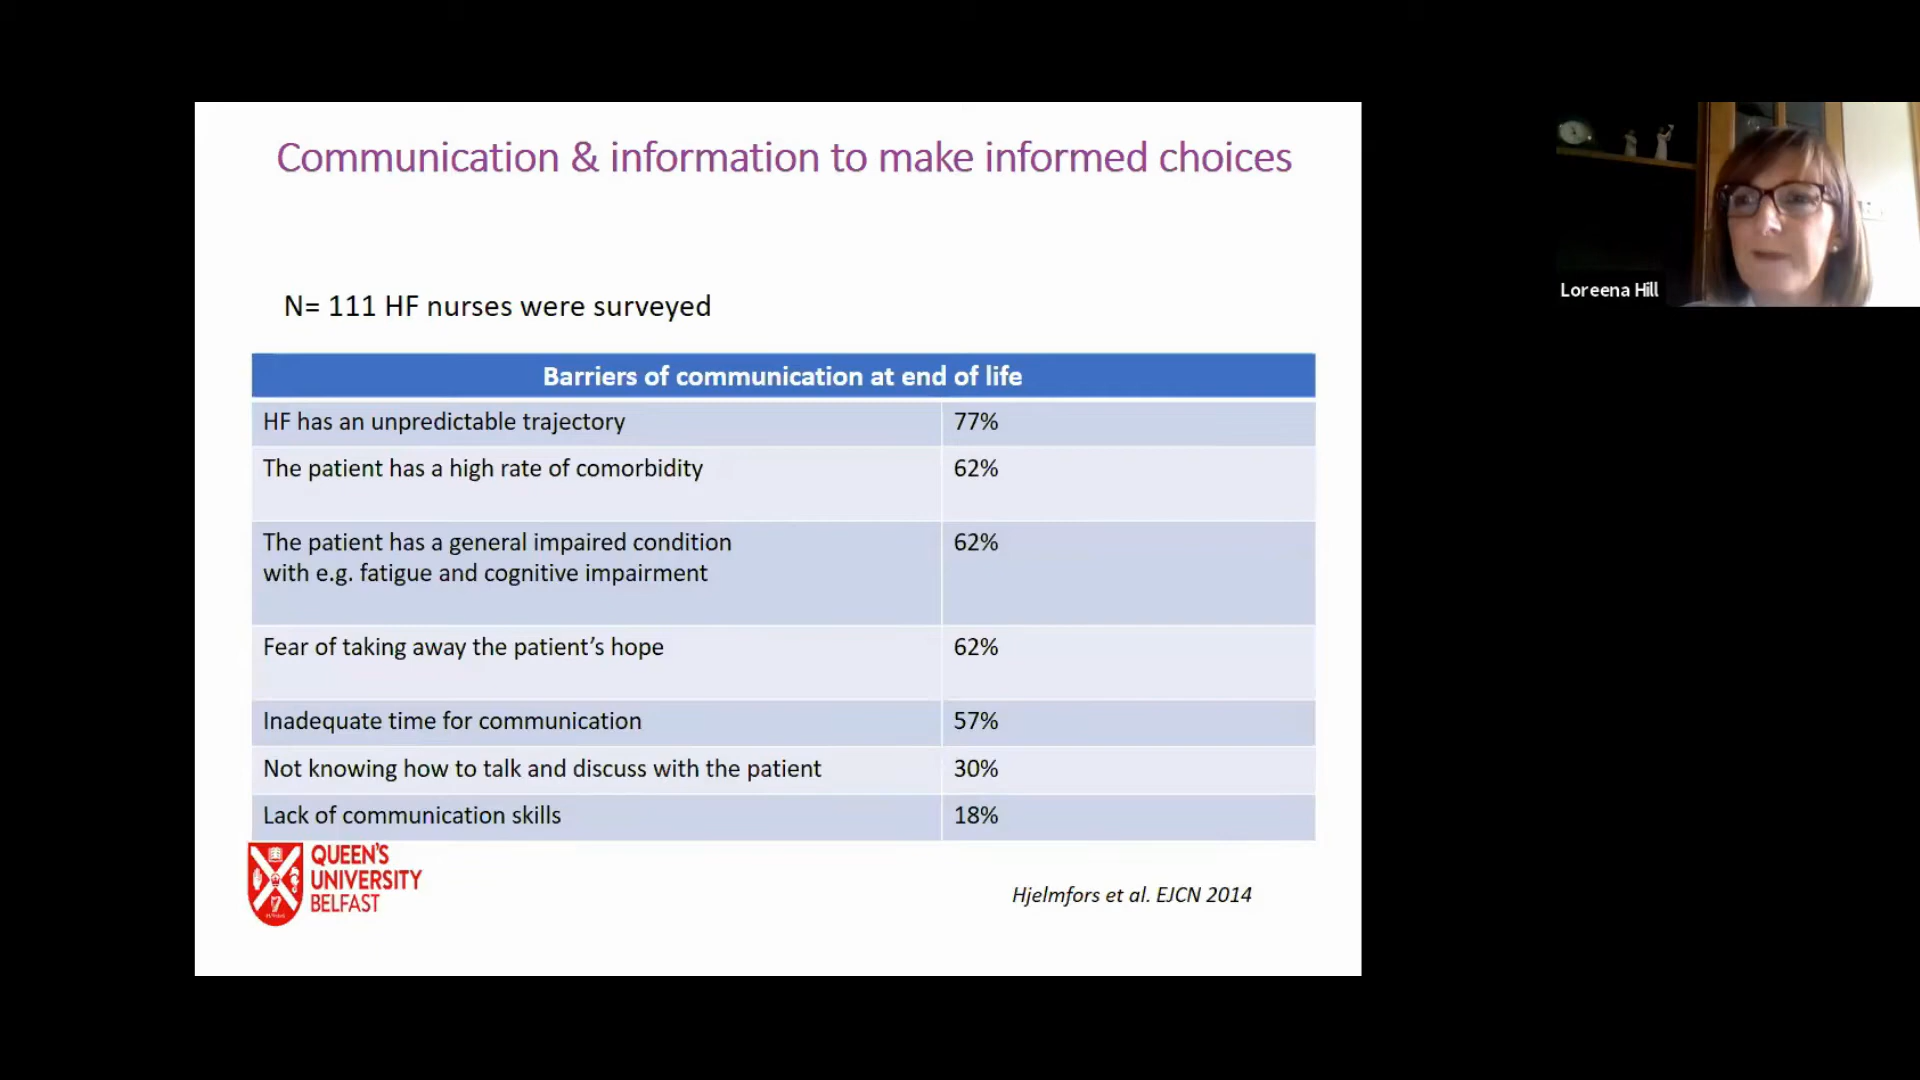 Communication & information to make informed choices
N= 111 HF nurses were surveyed
Barriers of communication at end of life
HF has an unpredictable trajectory 77%
The patient has a high rate of comorbidity 62%
The patient has a general impaired condition 62%
with e.g. fatigue and cognitive impairment
Fear of taking away the patient’s hope 62%
Inadequate time for communication 57%
Not knowing how to talk and discuss with the patient 30%
Lack of communication skills 18%
QUEEN'S
UNIVERSITY
BELFAST
Hjelmfors et al. EJCN 2014
Loreena Hill